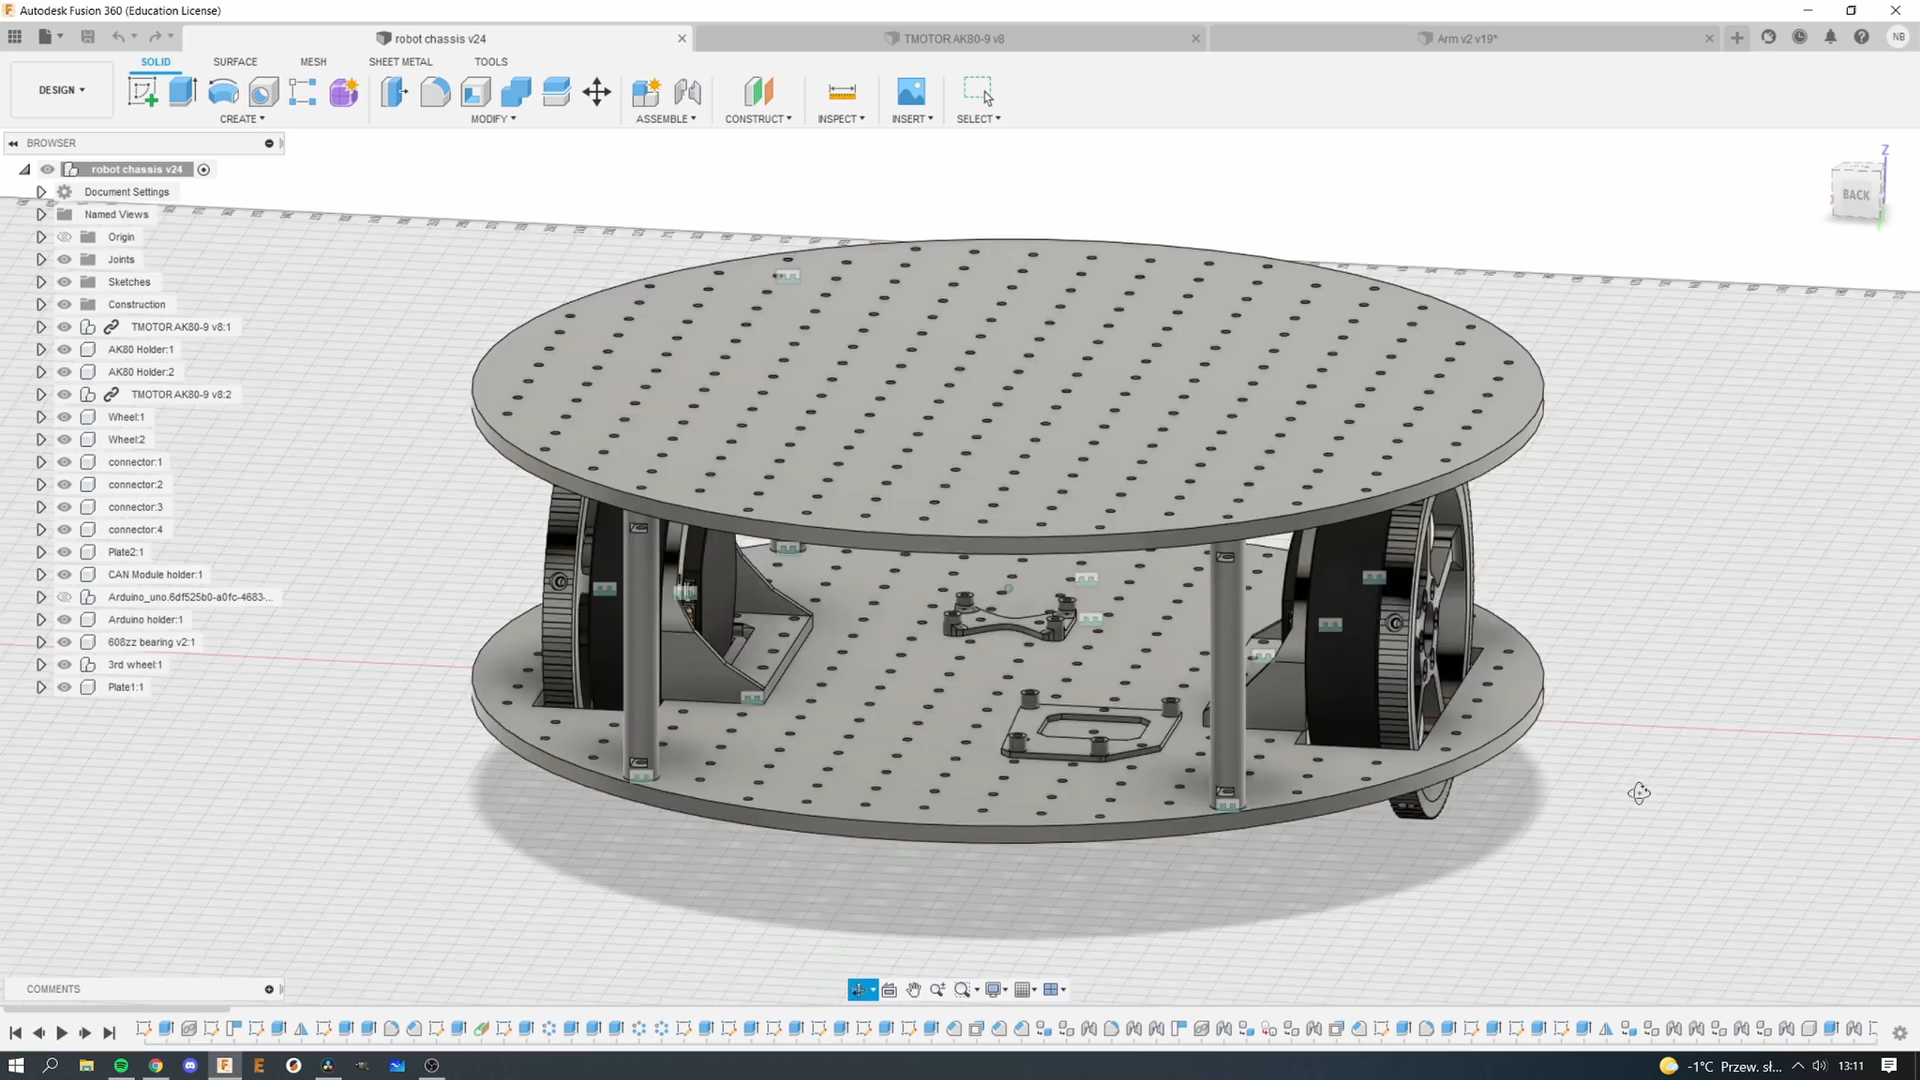 Autodesk Fusion 360 (Education License)
robot chassis v24
TMOTOR AK80-9 v8
Arm v2 v19*
NB
SOLID
SURFACE
MESH
SHEET METAL
TOOLS
DESIGN
CREATE
MODIFY
ASSEMBLE
CONSTRUCT
INSPECT
INSERT
SELECT
BROWSER
robot chassis v24
Document Settings
Named Views
Origin
Joints
Sketches
Construction
TMOTOR AK80-9 v8:1
AK80 Holder:1
AK80 Holder:2
TMOTOR AK80-9 v8:2
Wheel:1
Wheel:2
connector:1
connector:2
connector:3
connector:4
Plate2:1
CAN Module holder:1
Arduino_uno.6df525b0-a0fc-4683-...
Arduino holder:1
608zz bearing v2:1
3rd wheel:1
Plate1:1
Z
BACK
COMMENTS
-1°C Przew. sł...
13:11